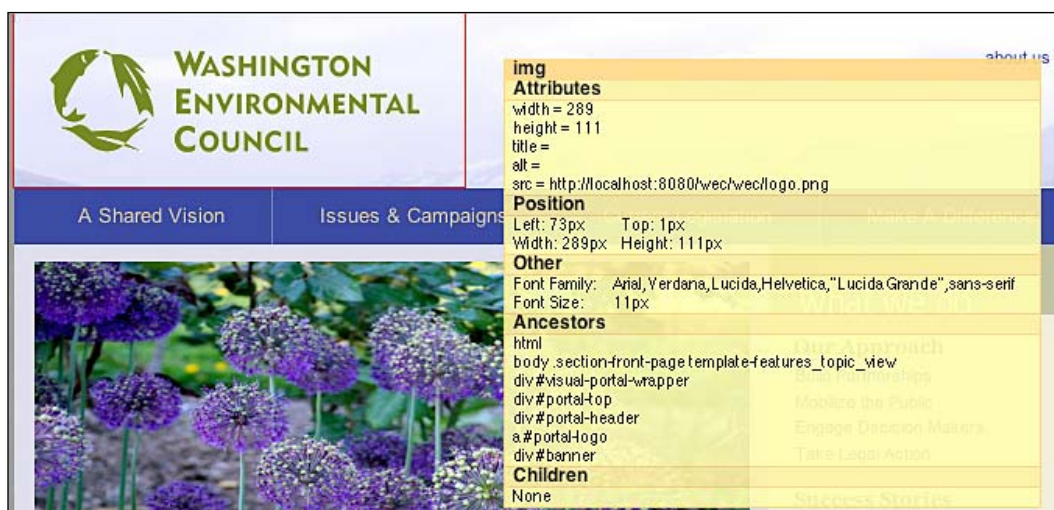 WASHINGTON
ENVIRONMENTAL
COUNCIL
about us
A Shared Vision
Issues & Campaigns
Make A Difference
img
Attributes
width = 289
height = 111
title =
alt =
src = http://localhost:8080/wec/wec/logo.png
Position
Left: 73px Top: 1px
Width: 289px Height: 111px
Other
Font Family: Arial,Verdana,Lucida,Helvetica,"Lucida Grande",sans-serif
Font Size: 11px
Ancestors
html
body .section-front-page template-features_topic_view
div #visual-portal-wrapper
div #portal-top
div #portal-header
a #portal-logo
div #banner
Children
None
What We Do
Our Approach
Build Partnerships
Mobilize the Public
Engage Decision Makers
Take Legal Action
Success Stories